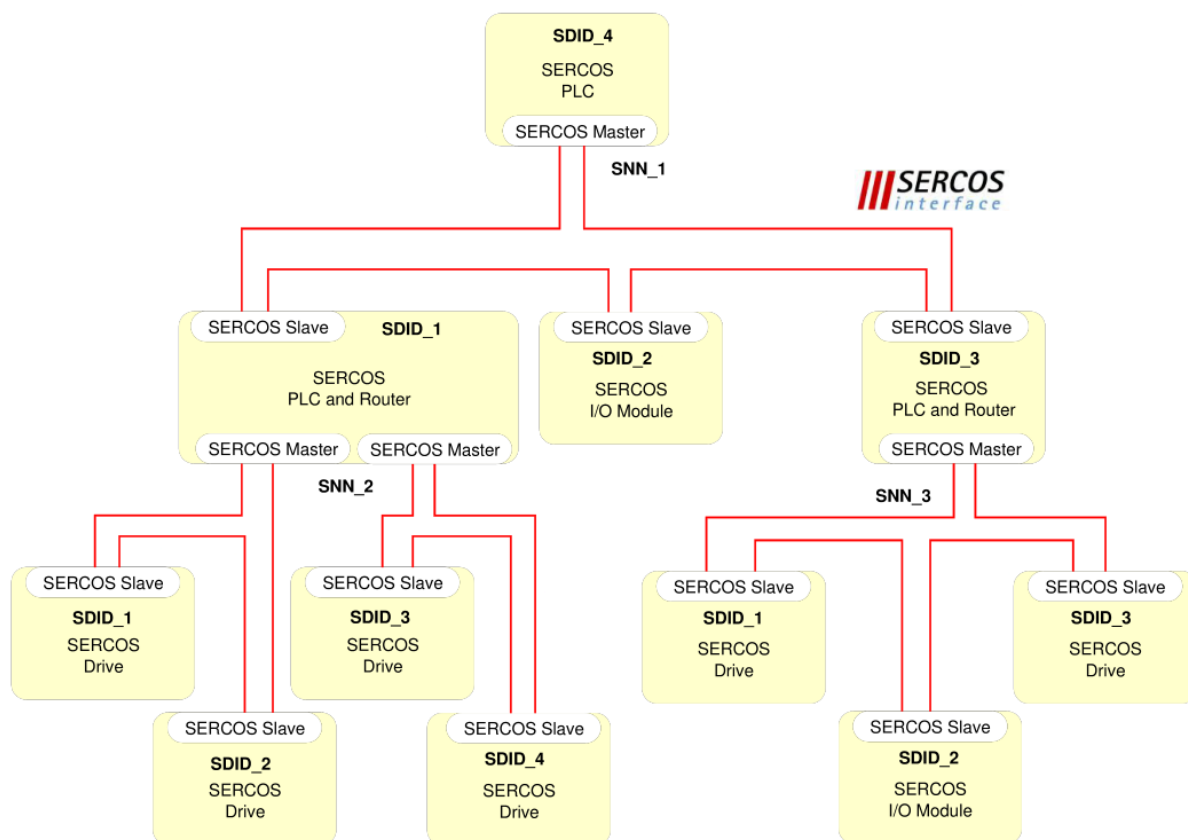 SDID_4
SERCOS
PLC
SERCOS Master
SNN_1
SERCOS
interface
SERCOS Slave
SDID_1
SERCOS
PLC and Router
SERCOS Master
SERCOS Master
SERCOS Slave
SDID_2
SERCOS
I/O Module
SERCOS Slave
SDID_3
SERCOS
PLC and Router
SERCOS Master
SNN_2
SNN_3
SERCOS Slave
SDID_1
SERCOS
Drive
SERCOS Slave
SDID_2
SERCOS
Drive
SERCOS Slave
SDID_3
SERCOS
Drive
SERCOS Slave
SDID_4
SERCOS
Drive
SERCOS Slave
SDID_1
SERCOS
Drive
SERCOS Slave
SDID_2
SERCOS
I/O Module
SERCOS Slave
SDID_3
SERCOS
Drive